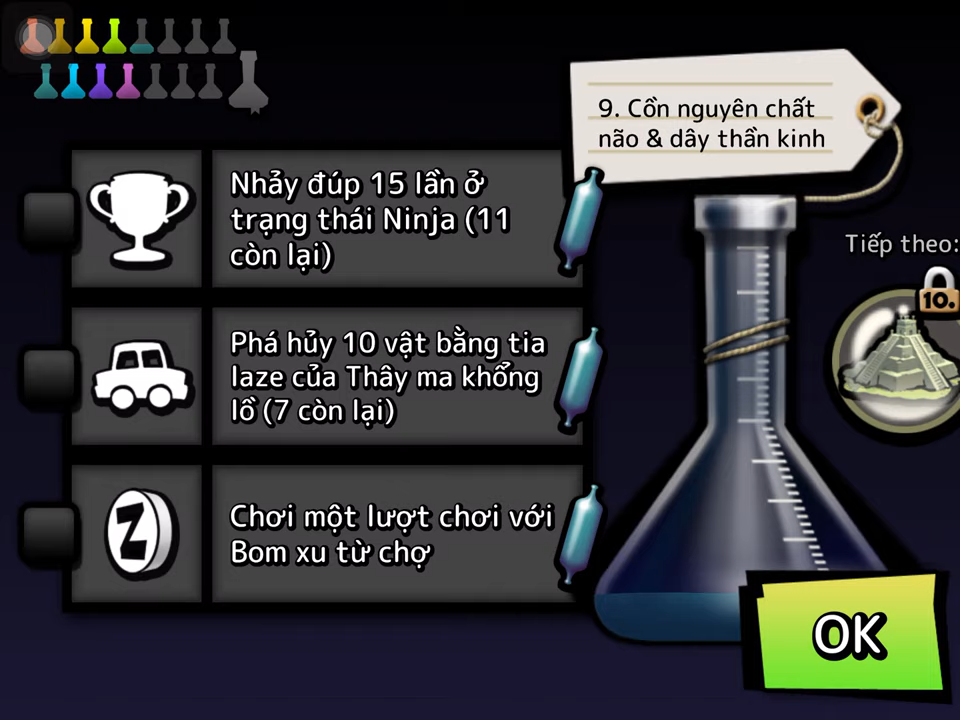 9. Cồn nguyên chất
não & dây thần kinh
Nhảy đúp 15 lần ở
trạng thái Ninja (11
còn lại)
Tiếp theo:
10.
Phá hủy 10 vật bằng tia
laze của Thây ma khổng
lồ (7 còn lại)
Z
Chơi một lượt chơi với
Bom xu từ chợ
OK